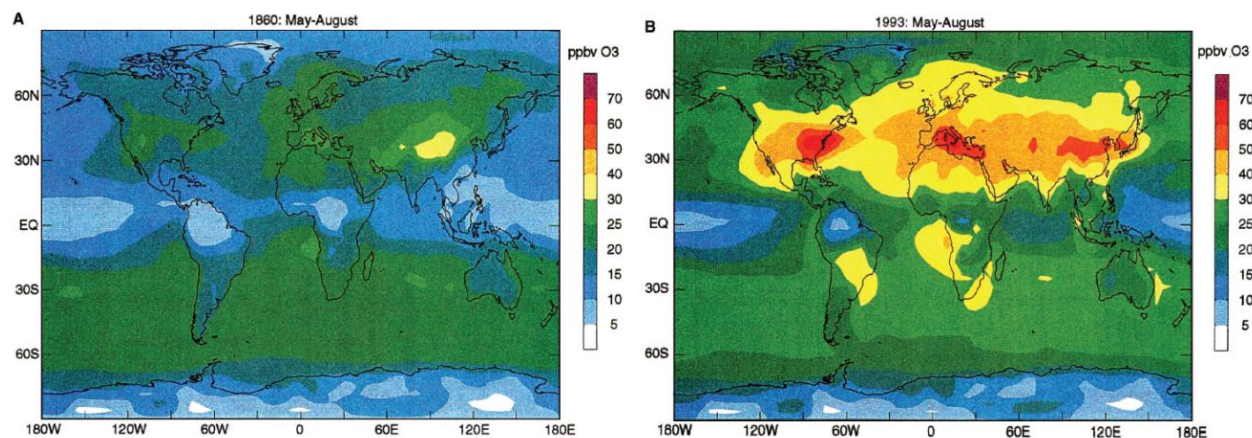 A
1860: May-August
ppbv O3
70
60
50
40
30
25
20
15
10
5
60N
30N
EQ
30S
60S
180W
120W
60W
0
60E
120E
180E
B
1993: May-August
ppbv O3
70
60
50
40
30
25
20
15
10
5
60N
30N
EQ
30S
60S
180W
120W
60W
0
60E
120E
180E